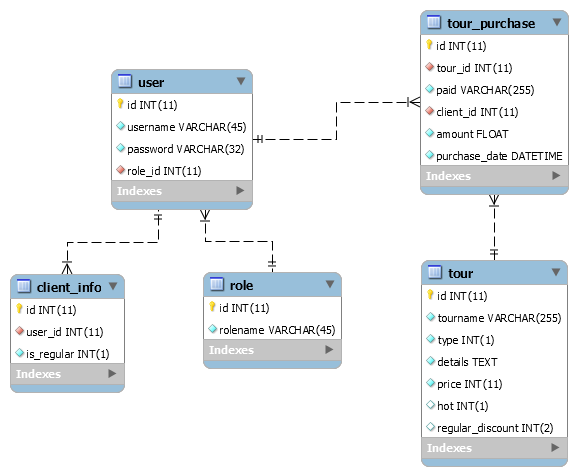 tour_purchase
id INT(11)
tour_id INT(11)
paid VARCHAR(255)
client_id INT(11)
amount FLOAT
purchase_date DATETIME
Indexes
user
id INT(11)
username VARCHAR(45)
password VARCHAR(32)
role_id INT(11)
Indexes
client_info
id INT(11)
user_id INT(11)
is_regular INT(1)
Indexes
role
id INT(11)
rolename VARCHAR(45)
Indexes
tour
id INT(11)
tourname VARCHAR(255)
type INT(1)
details TEXT
price INT(11)
hot INT(1)
regular_discount INT(2)
Indexes